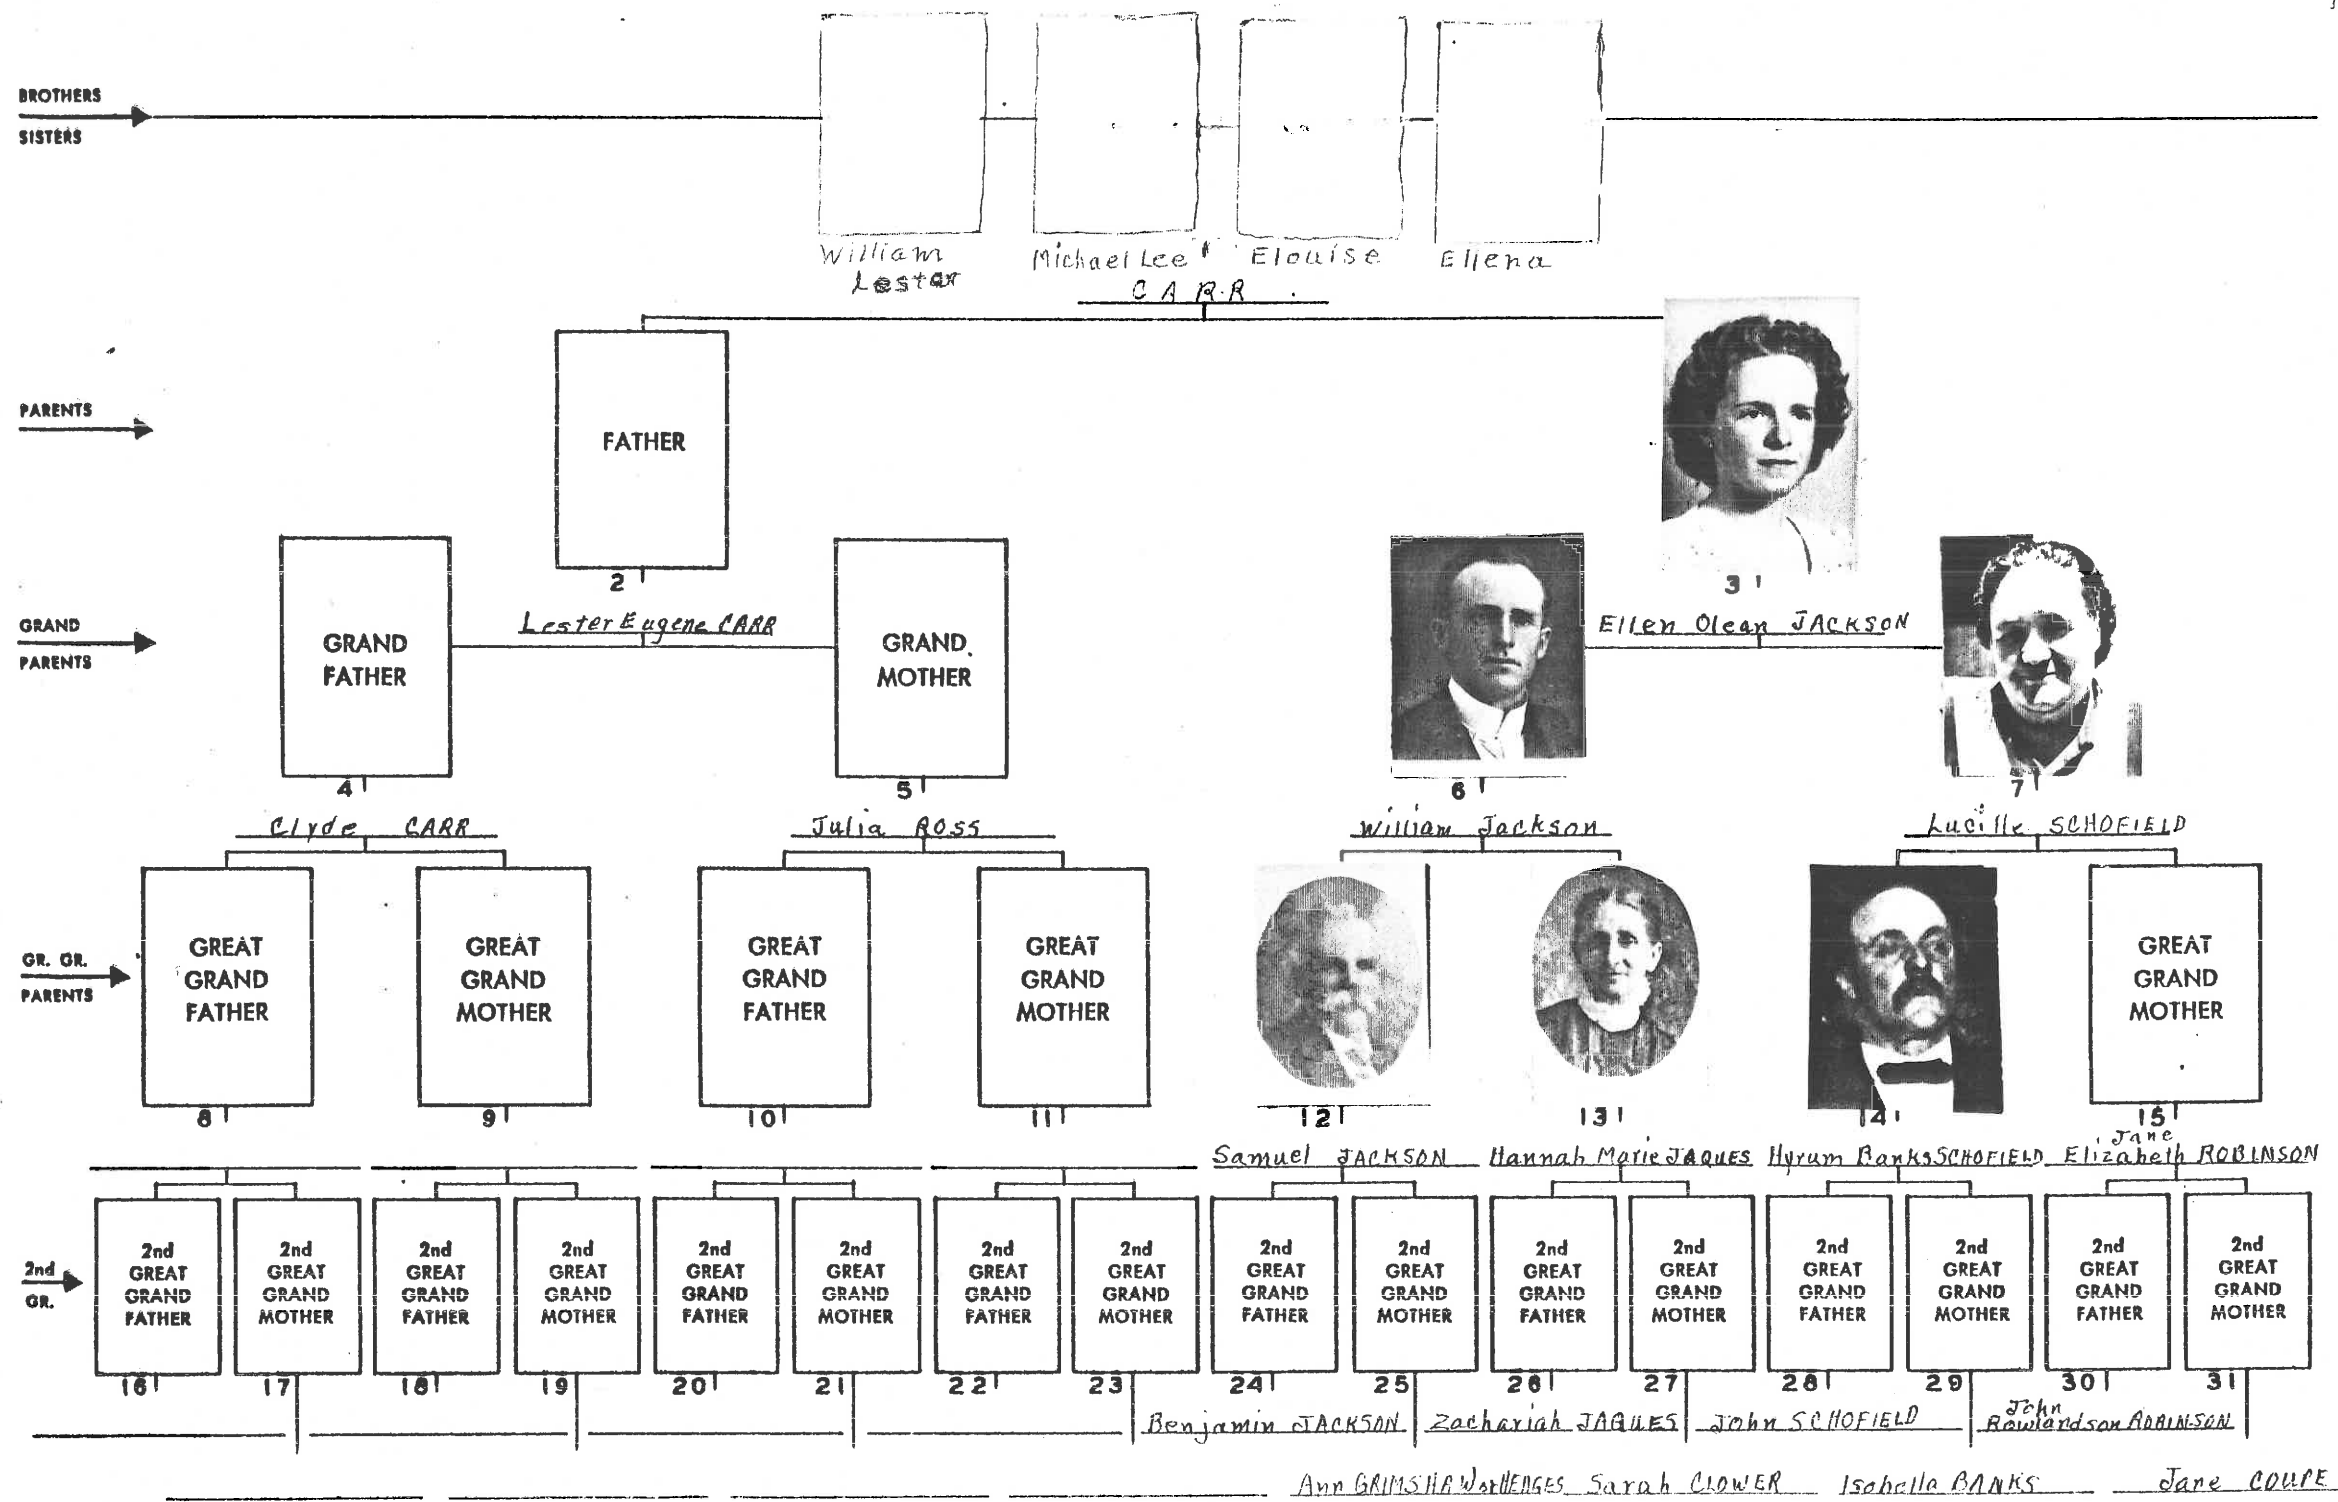 BROTHERS
SISTERS
William Michael Lee Elouise Ellena
Lester
CARR
PARENTS
FATHER
2
3
GRAND
PARENTS
Lester Eugene CARR
Ellen Olean JACKSON
GRAND
FATHER
GRAND
MOTHER
4 5 6 7
Clyde CARR Julia ROSS William Jackson Lucille SCHOFIELD
GR. GR.
PARENTS
GREAT
GRAND
FATHER
GREAT
GRAND
MOTHER
GREAT
GRAND
FATHER
GREAT
GRAND
MOTHER
GREAT
GRAND
MOTHER
8 9 10 11 12 13 14 15
Jane
Samuel JACKSON Hannah Marie JAQUES Hyrum Banks SCHOFIELD Elizabeth ROBINSON
2nd
GR.
2nd
GREAT
GRAND
FATHER
2nd
GREAT
GRAND
MOTHER
2nd
GREAT
GRAND
FATHER
2nd
GREAT
GRAND
MOTHER
2nd
GREAT
GRAND
FATHER
2nd
GREAT
GRAND
MOTHER
2nd
GREAT
GRAND
FATHER
2nd
GREAT
GRAND
MOTHER
2nd
GREAT
GRAND
FATHER
2nd
GREAT
GRAND
MOTHER
2nd
GREAT
GRAND
FATHER
2nd
GREAT
GRAND
MOTHER
2nd
GREAT
GRAND
FATHER
2nd
GREAT
GRAND
MOTHER
2nd
GREAT
GRAND
FATHER
2nd
GREAT
GRAND
MOTHER
16 17 18 19 20 21 22 23 24 25 26 27 28 29 30 31
John
Benjamin JACKSON Zachariah JAQUES John SCHOFIELD Rowlandson ROBINSON
Ann Sarah CLOWER Isabella BANKS Jane COUPE